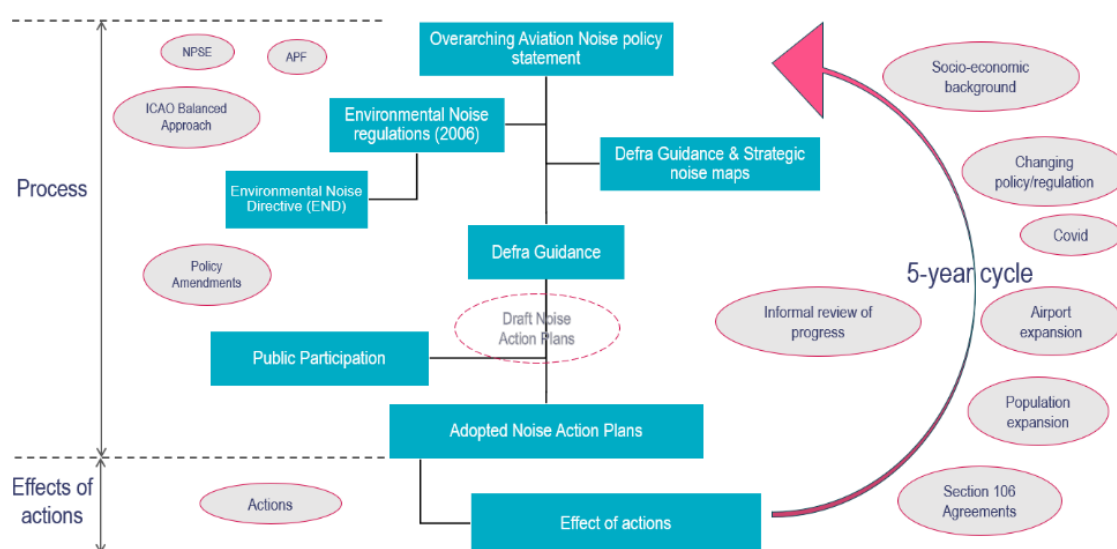 Overarching Aviation Noise policy
statement
NPSE
APF
Socio-economic
background
ICAO Balanced
Approach
Environmental Noise
regulations (2006)
Defra Guidance & Strategic
noise maps
Changing
policy/regulation
Process
Environmental Noise
Directive (END)
Covid
Defra Guidance
Policy
Amendments
5-year cycle
Draft Noise
Action Plans
Informal review of
progress
Airport
expansion
Public Participation
Population
expansion
Adopted Noise Action Plans
Effects of
actions
Actions
Effect of actions
Section 106
Agreements